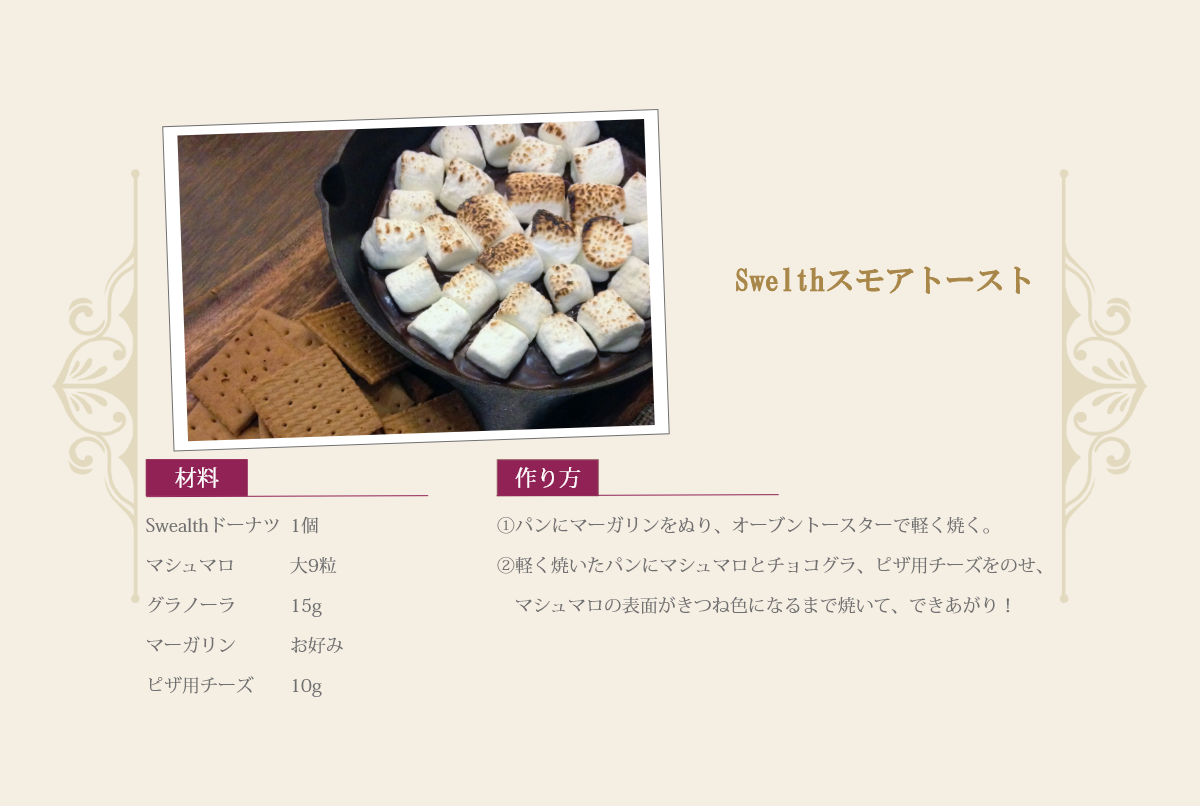 Swelthスモアトースト
材料
Swealthドーナツ 1個
マシュマロ 大9粒
グラノーラ 15g
マーガリン お好み
ピザ用チーズ 10g
作り方
①パンにマーガリンをぬり、オーブントースターで軽く焼く。
②軽く焼いたパンにマシュマロとチョコグラ、ピザ用チーズをのせ、
マシュマロの表面がきつね色になるまで焼いて、できあがり！